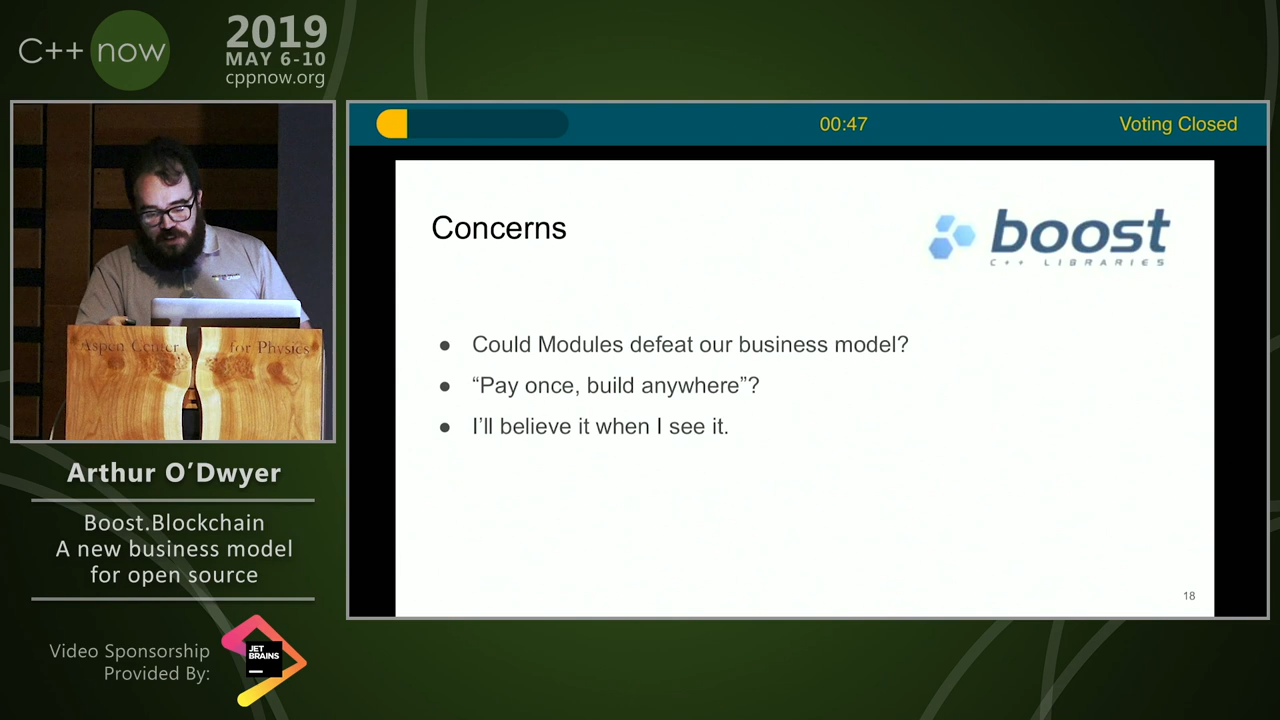 C++ now
2019
MAY 6-10
cppnow.org
00:47
Voting Closed
Concerns
boost
C++ LIBRARIES
● Could Modules defeat our business model?
● “Pay once, build anywhere”?
● I’ll believe it when I see it.
18
Aspen Center for Physics
Arthur O’Dwyer
Boost.Blockchain
A new business model
for open source
Video Sponsorship
Provided By:
JET
BRAINS